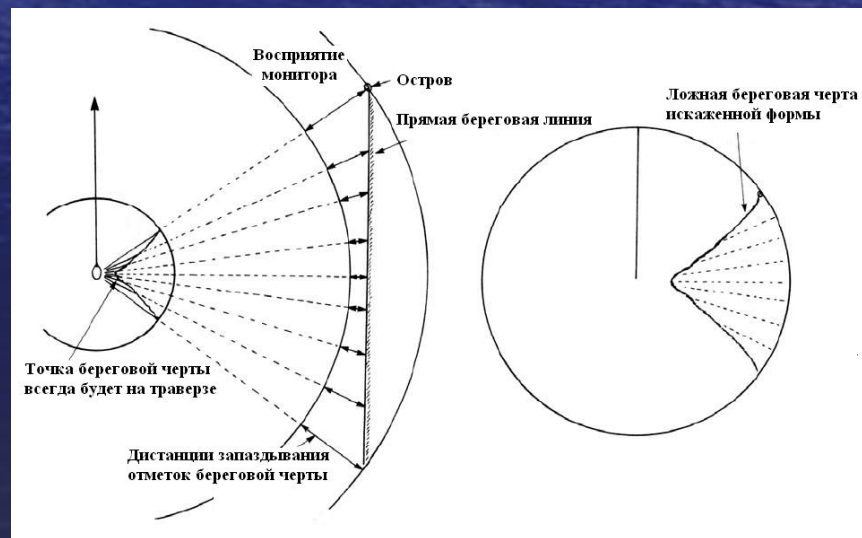 Восприятие
монитора
Остров
Прямая береговая линия
Точка береговой черты
всегда будет на траверзе
Дистанции запаздывания
отметок береговой черты
Ложная береговая черта
искаженной формы